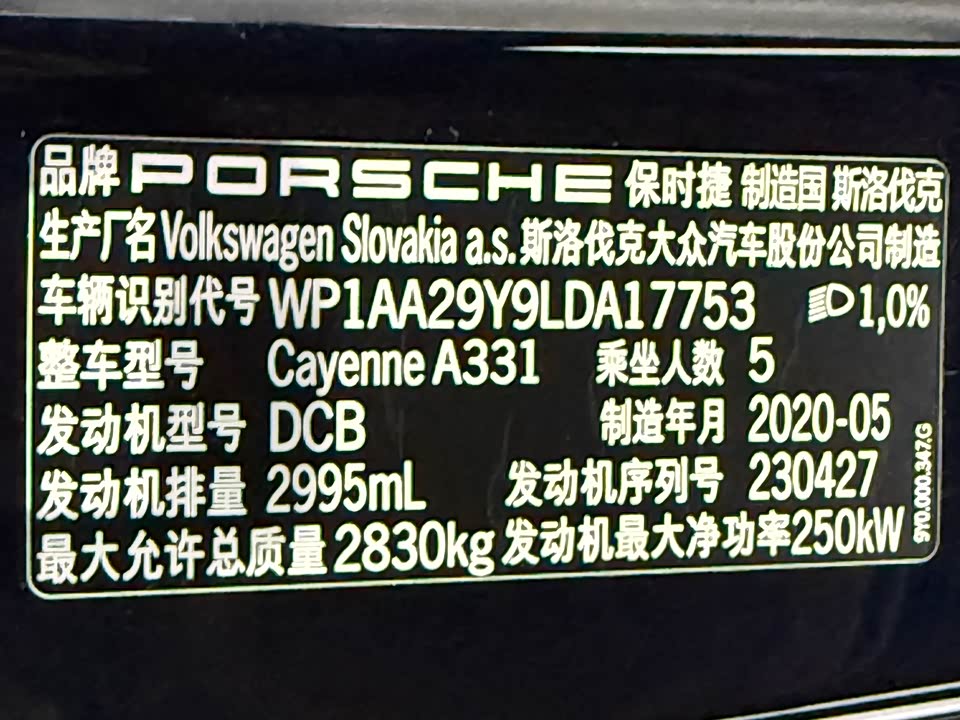 品牌 PORSCHE 保时捷 制造国 斯洛伐克
生产厂名 Volkswagen Slovakia a.s. 斯洛伐克大众汽车股份公司制造
车辆识别代号 WP1AA29Y9LDA17753 1,0%
整车型号 Cayenne A331 乘坐人数 5
发动机型号 DCB 制造年月 2020-05
发动机排量 2995mL 发动机序列号 230427
最大允许总质量 2830kg 发动机最大净功率 250kW
9Y0.000.347.G